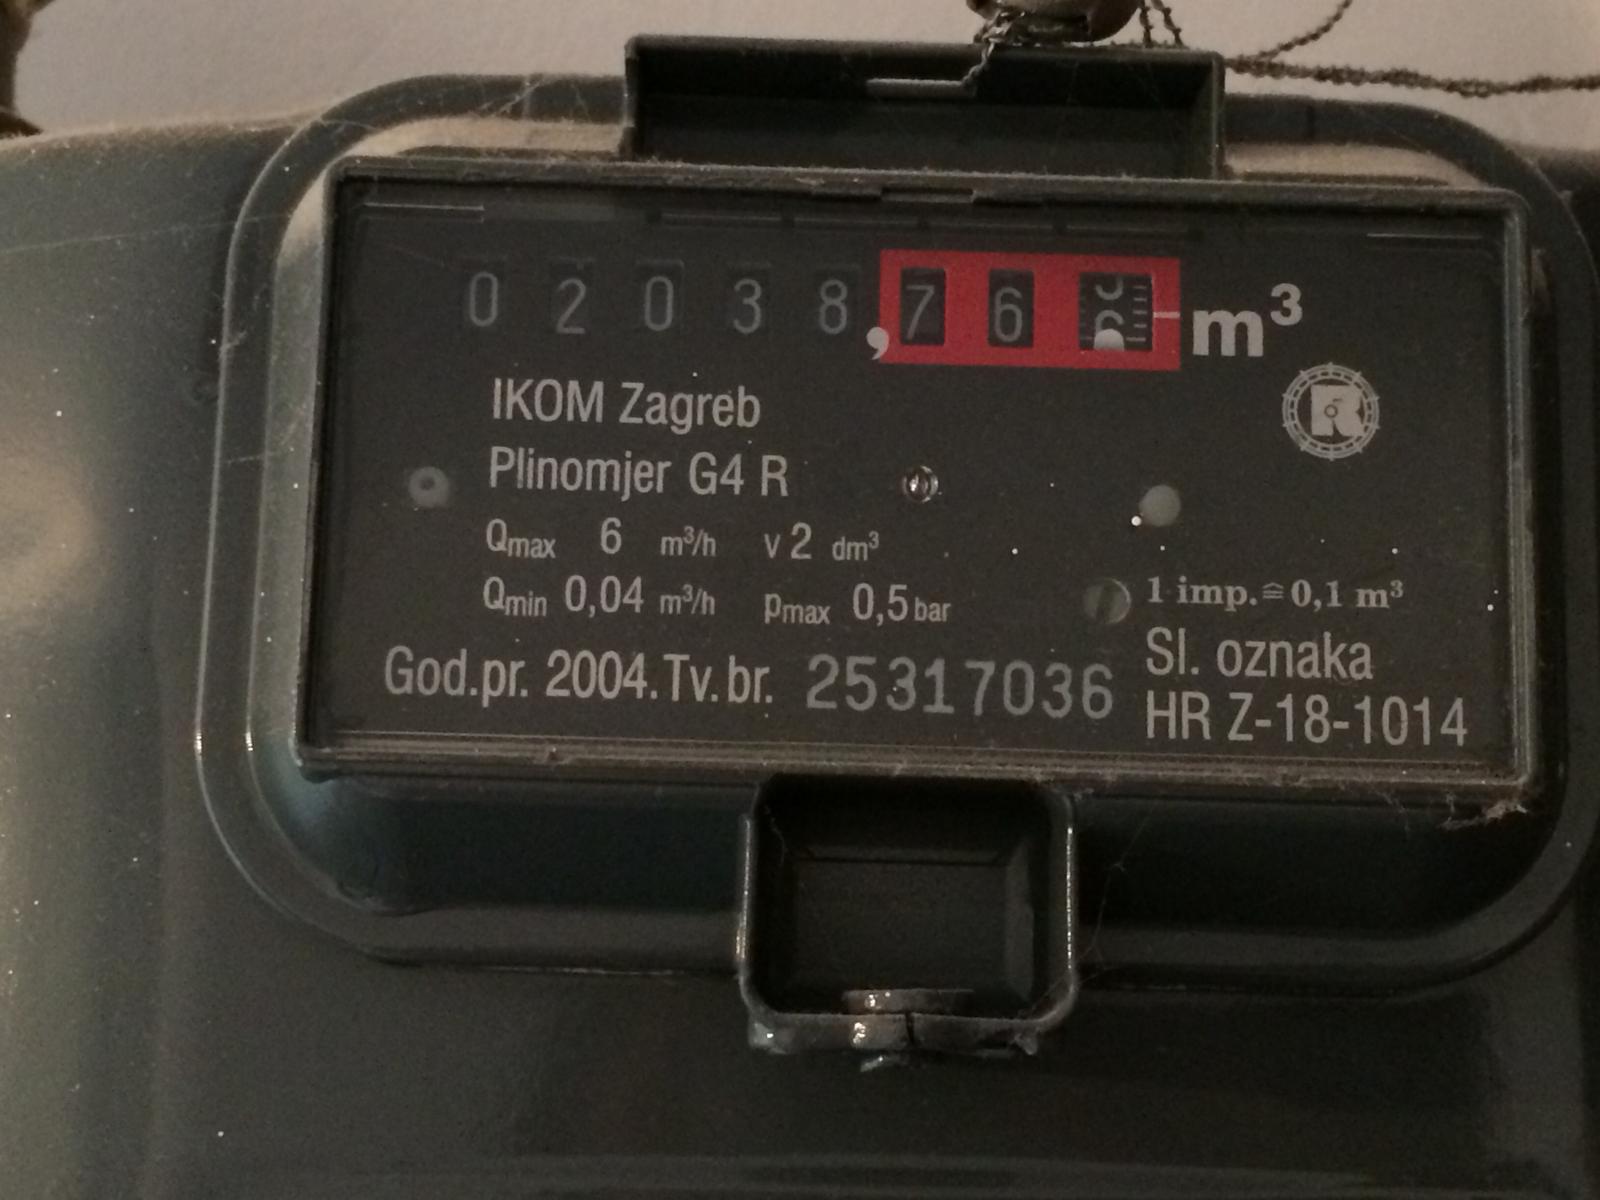 02038,76 m³
IKOM Zagreb
Plinomjer G4 R
Qmax 6 m³/h V 2 dm³
Qmin 0,04 m³/h pmax 0,5 bar
1 imp.≙0,1 m³
God.pr. 2004.Tv.br. 25317036
Sl. oznaka
HR Z-18-1014